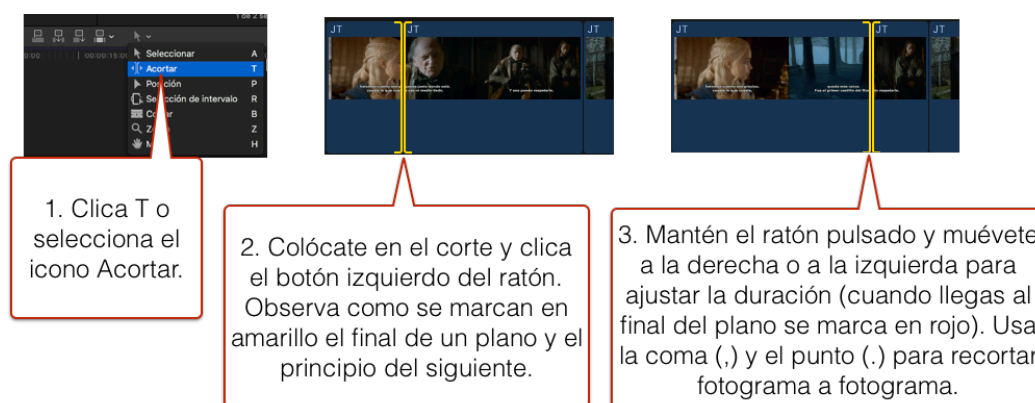 1 de 2 se
00:00:15:00
Seleccionar A
Acortar T
Posición P
Selección de intervalo R
B
Z
H
1. Clica T o
selecciona el
icono Acortar.
JT JT
Y eso puedo respetarlo.
2. Colócate en el corte y clica
el botón izquierdo del ratón.
Observa como se marcan en
amarillo el final de un plano y el
principio del siguiente.
JT JT JT
3. Mantén el ratón pulsado y muévete
a la derecha o a la izquierda para
ajustar la duración (cuando llegas al
final del plano se marca en rojo). Usa
la coma (,) y el punto (.) para recortar
fotograma a fotograma.